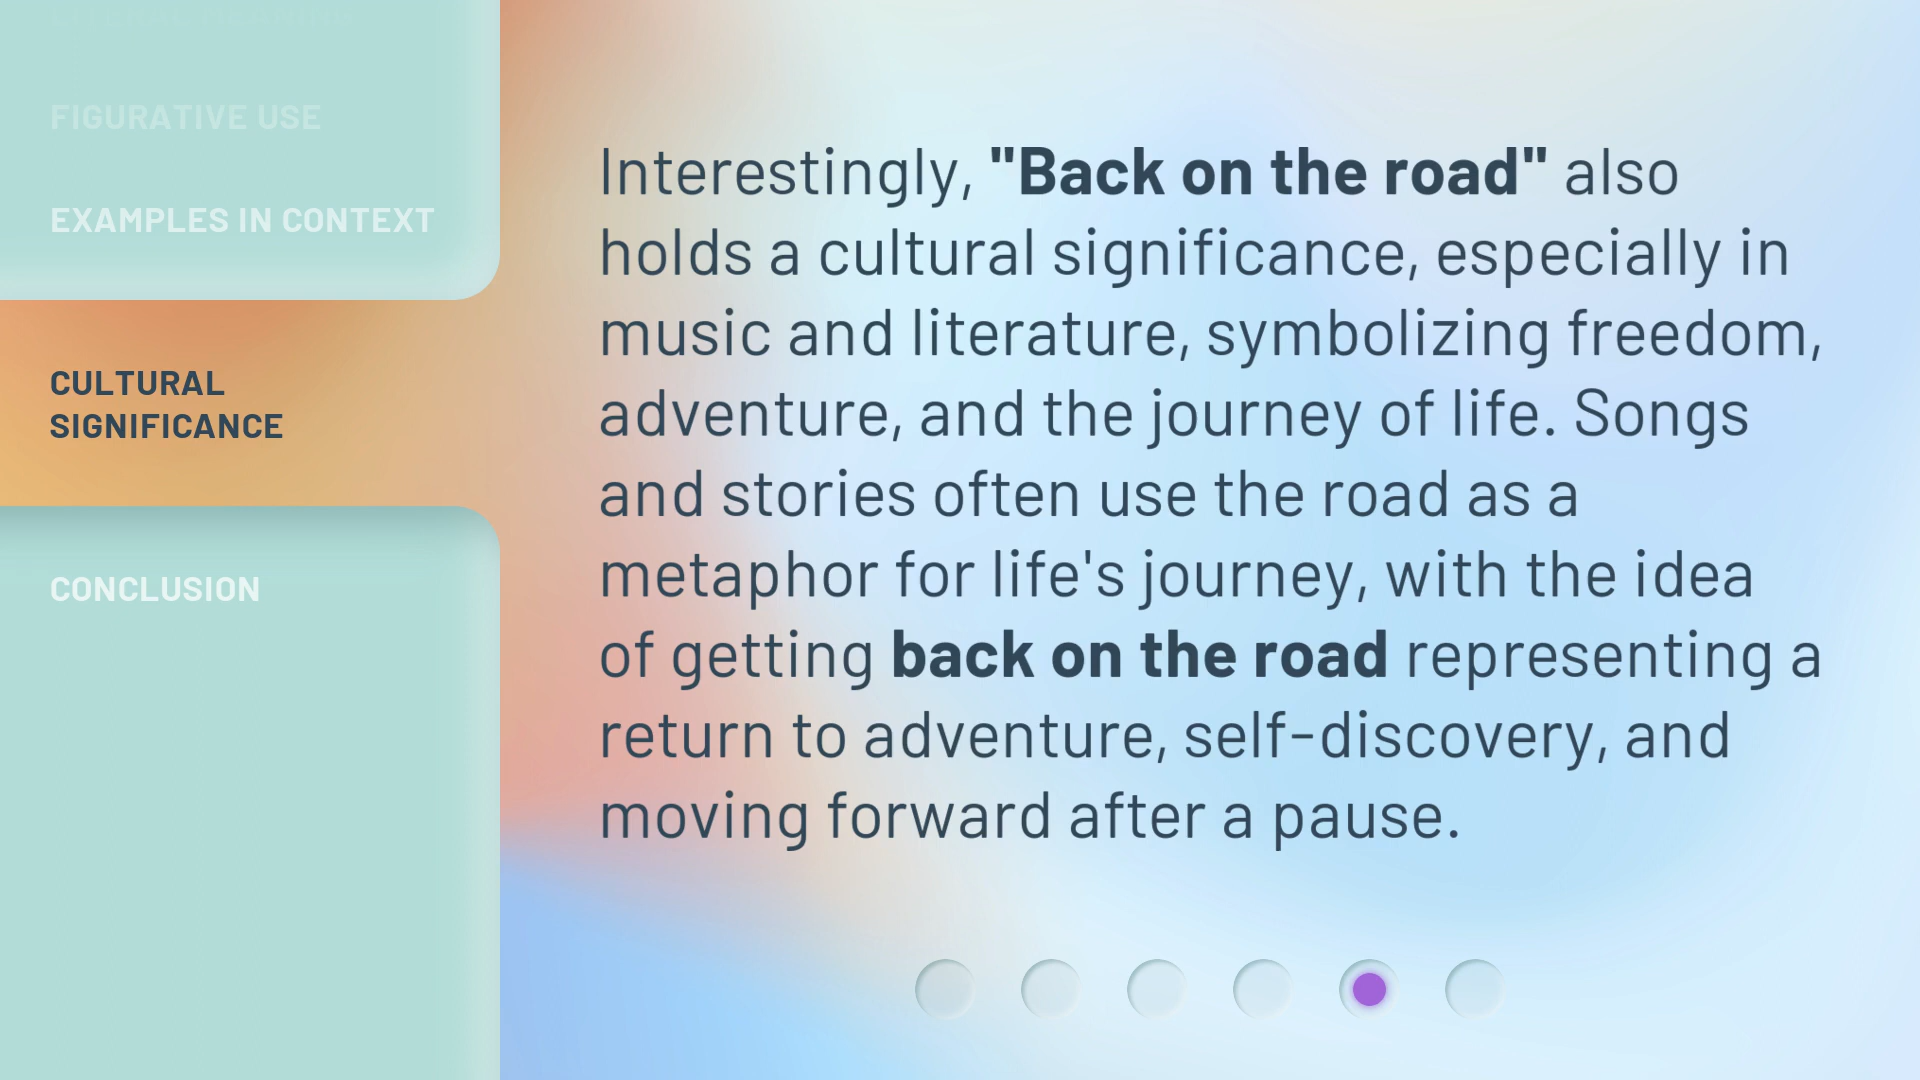 FIGURATIVE USE
EXAMPLES IN CONTEXT
CULTURAL
SIGNIFICANCE
CONCLUSION
Interestingly, "Back on the road" also
holds a cultural significance, especially in
music and literature, symbolizing freedom,
adventure, and the journey of life. Songs
and stories often use the road as a
metaphor for life's journey, with the idea
of getting back on the road representing a
return to adventure, self-discovery, and
moving forward after a pause.